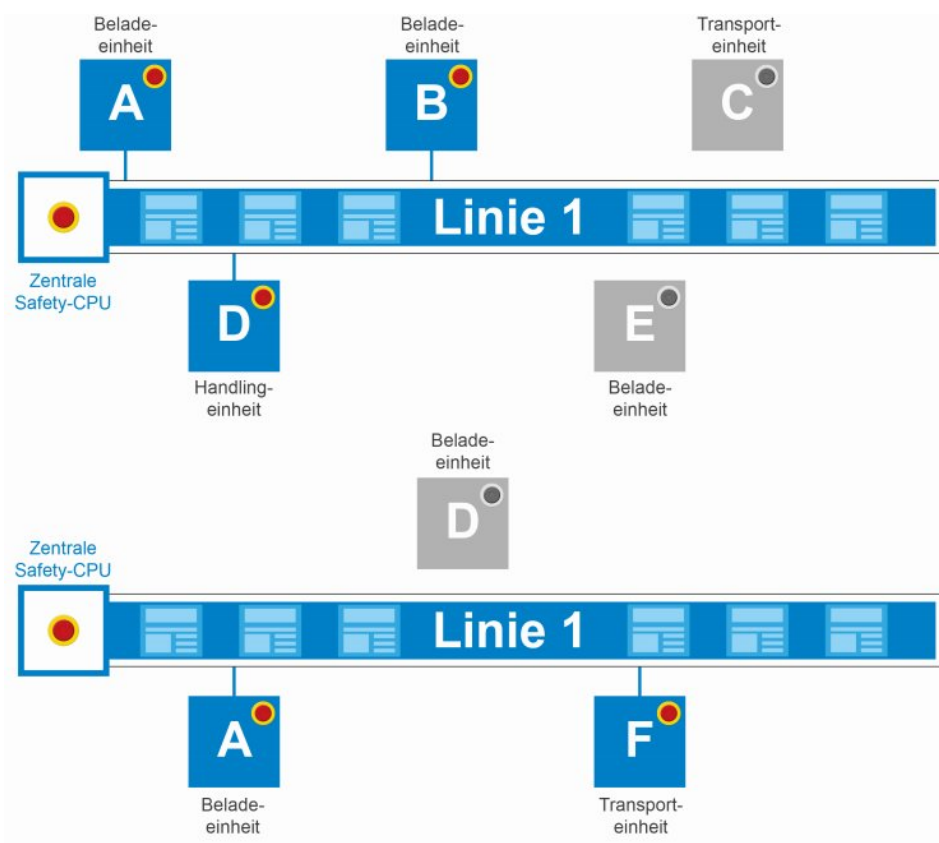 Belade-
einheit
Belade-
einheit
Transport-
einheit
A
B
C
Linie 1
Zentrale
Safety-CPU
D
E
Handling-
einheit
Belade-
einheit
Belade-
einheit
D
Zentrale
Safety-CPU
Linie 1
A
F
Belade-
einheit
Transport-
einheit